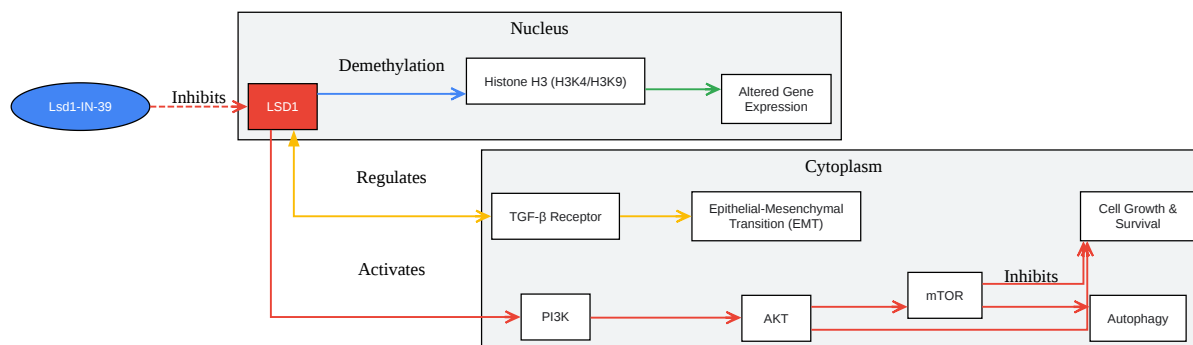 Nucleus
Demethylation
Histone H3 (H3K4/H3K9)
Altered Gene
Expression
Lsd1-IN-39
Inhibits
LSD1
Cytoplasm
Regulates
TGF-β Receptor
Epithelial-Mesenchymal
Transition (EMT)
Cell Growth &
Survival
Activates
Inhibits
mTOR
PI3K
AKT
Autophagy